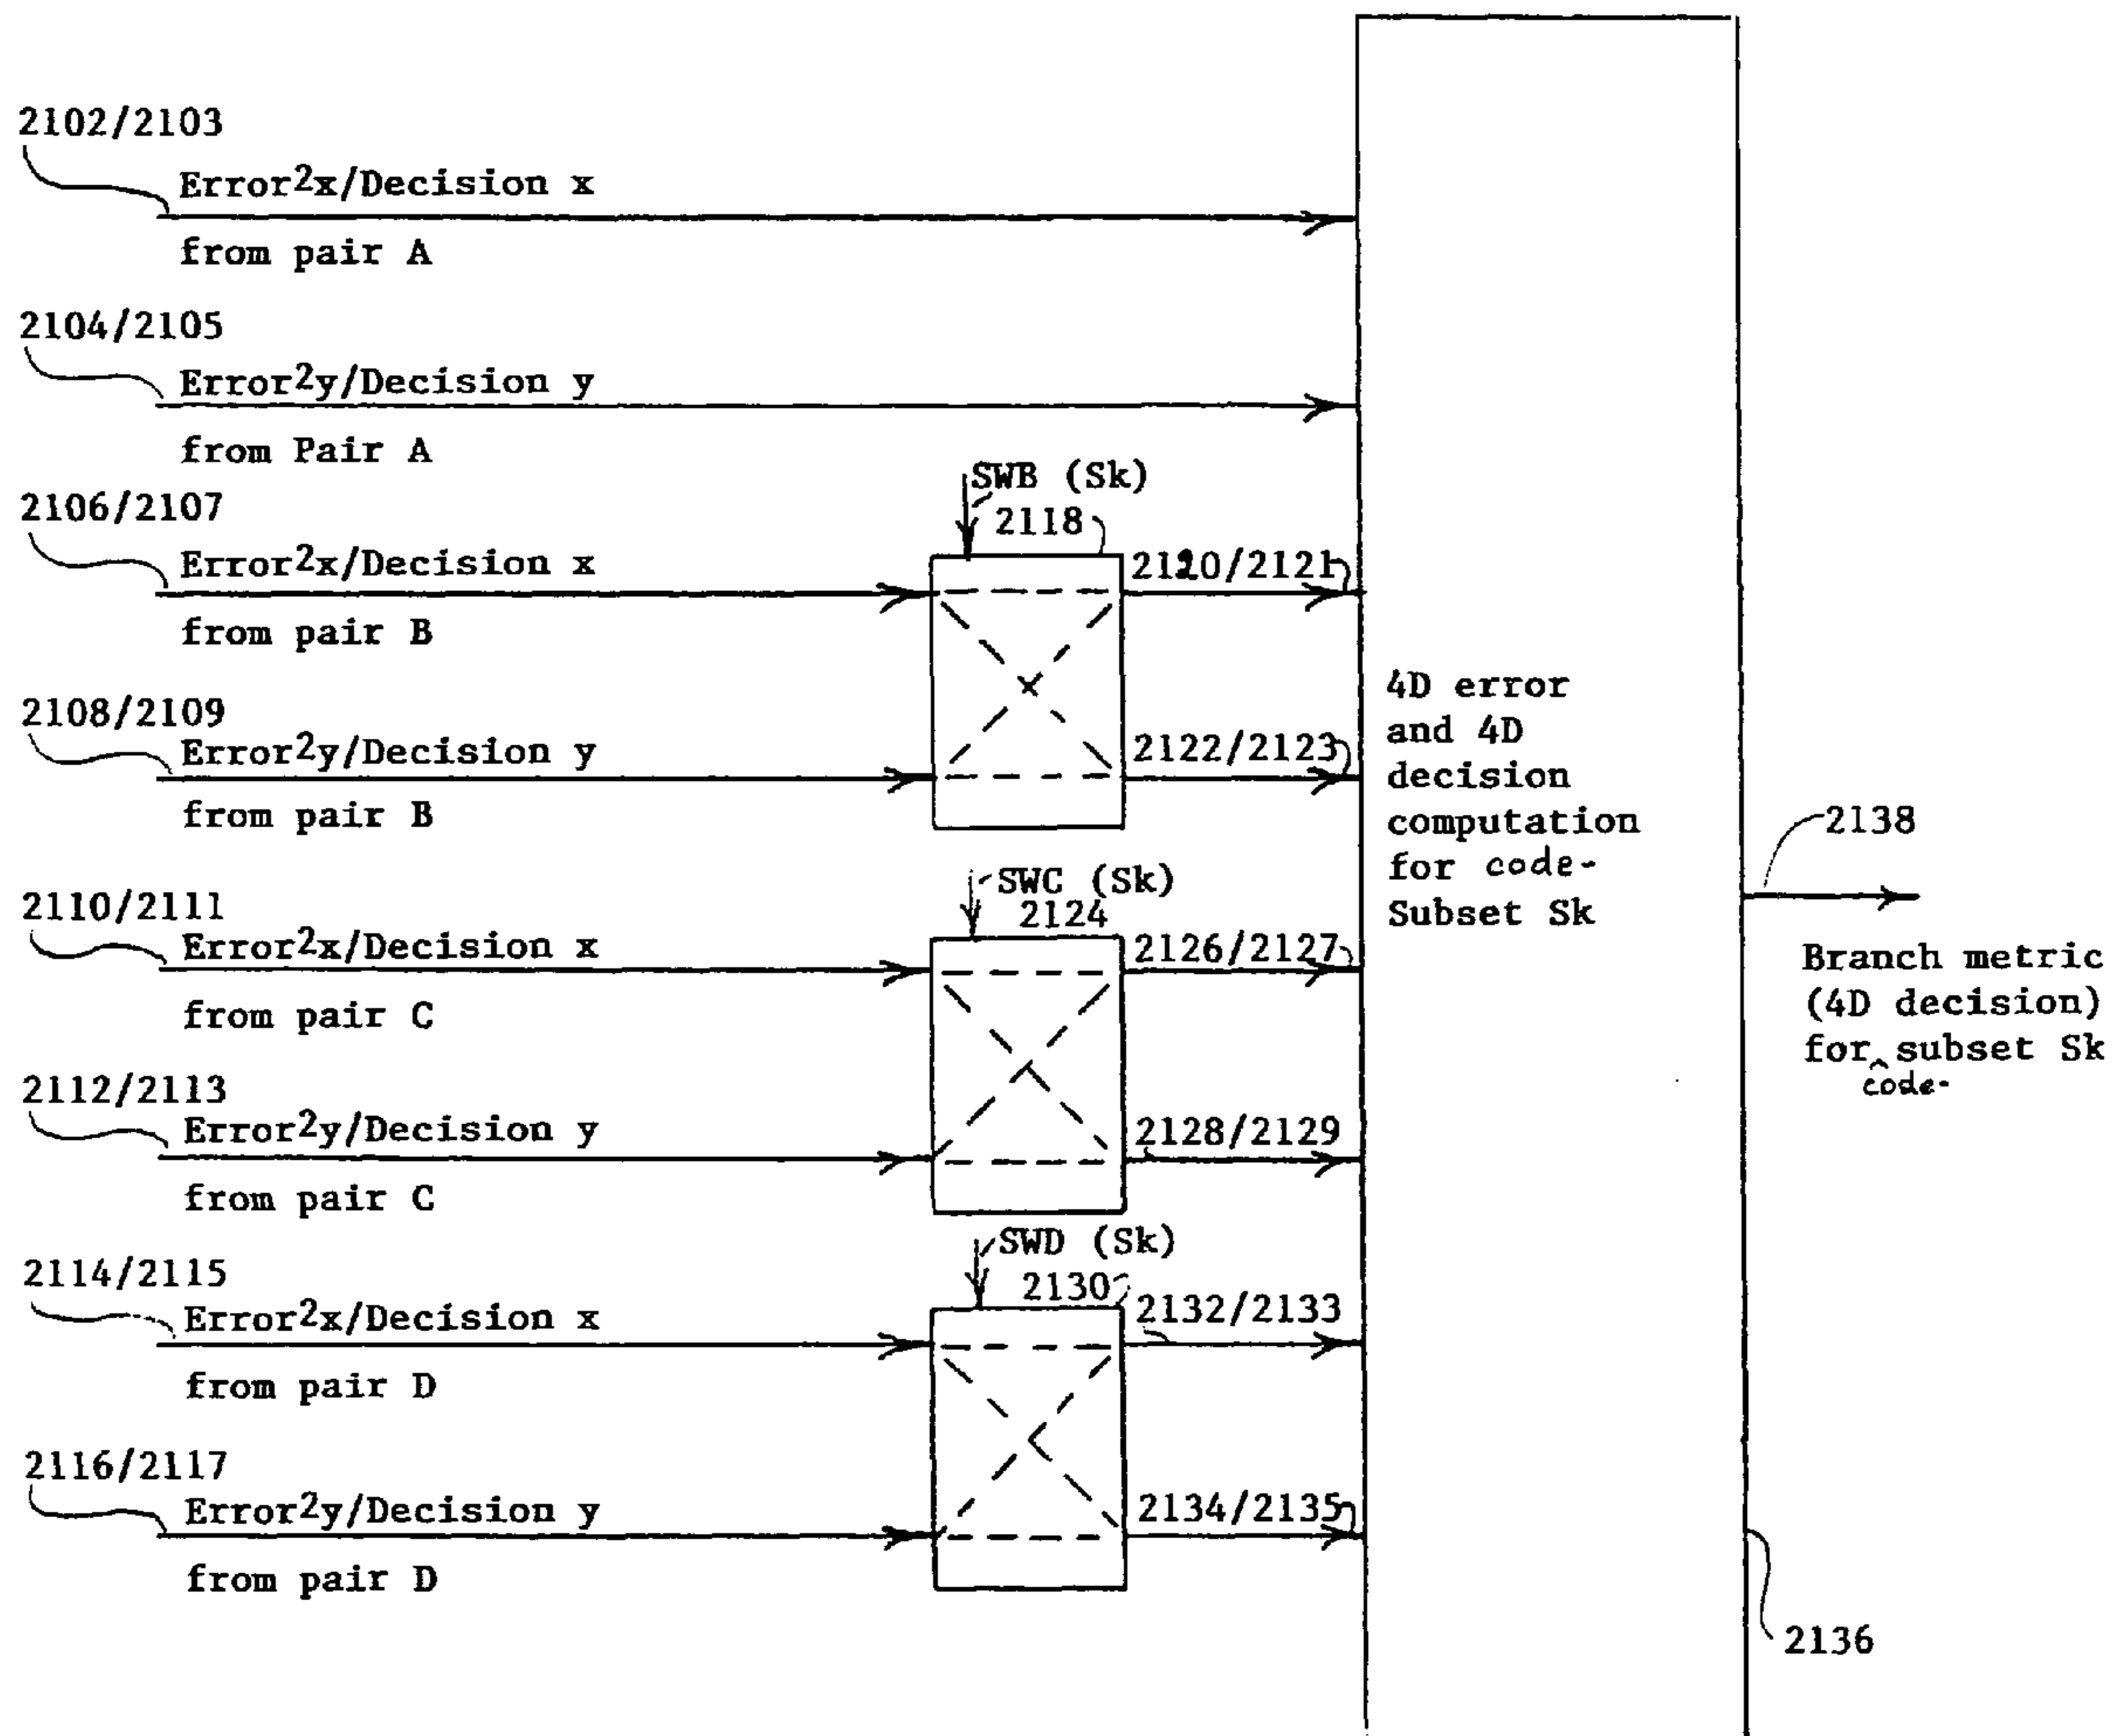 2102/2103
Error²x/Decision x
from pair A
2104/2105
Error²y/Decision y
from Pair A
SWB (Sk)
2118
2106/2107
Error²x/Decision x
from pair B
2120/2121
2108/2109
Error²y/Decision y
from pair B
2122/2123
4D error
and 4D
decision
computation
for code-
Subset Sk
2138
Branch metric
(4D decision)
for ^ subset Sk
code-
SWC (Sk)
2124
2110/2111
Error²x/Decision x
from pair C
2126/2127
2112/2113
Error²y/Decision y
from pair C
2128/2129
SWD (Sk)
2130
2114/2115
Error²x/Decision x
from pair D
2132/2133
2116/2117
Error²y/Decision y
from pair D
2134/2135
2136